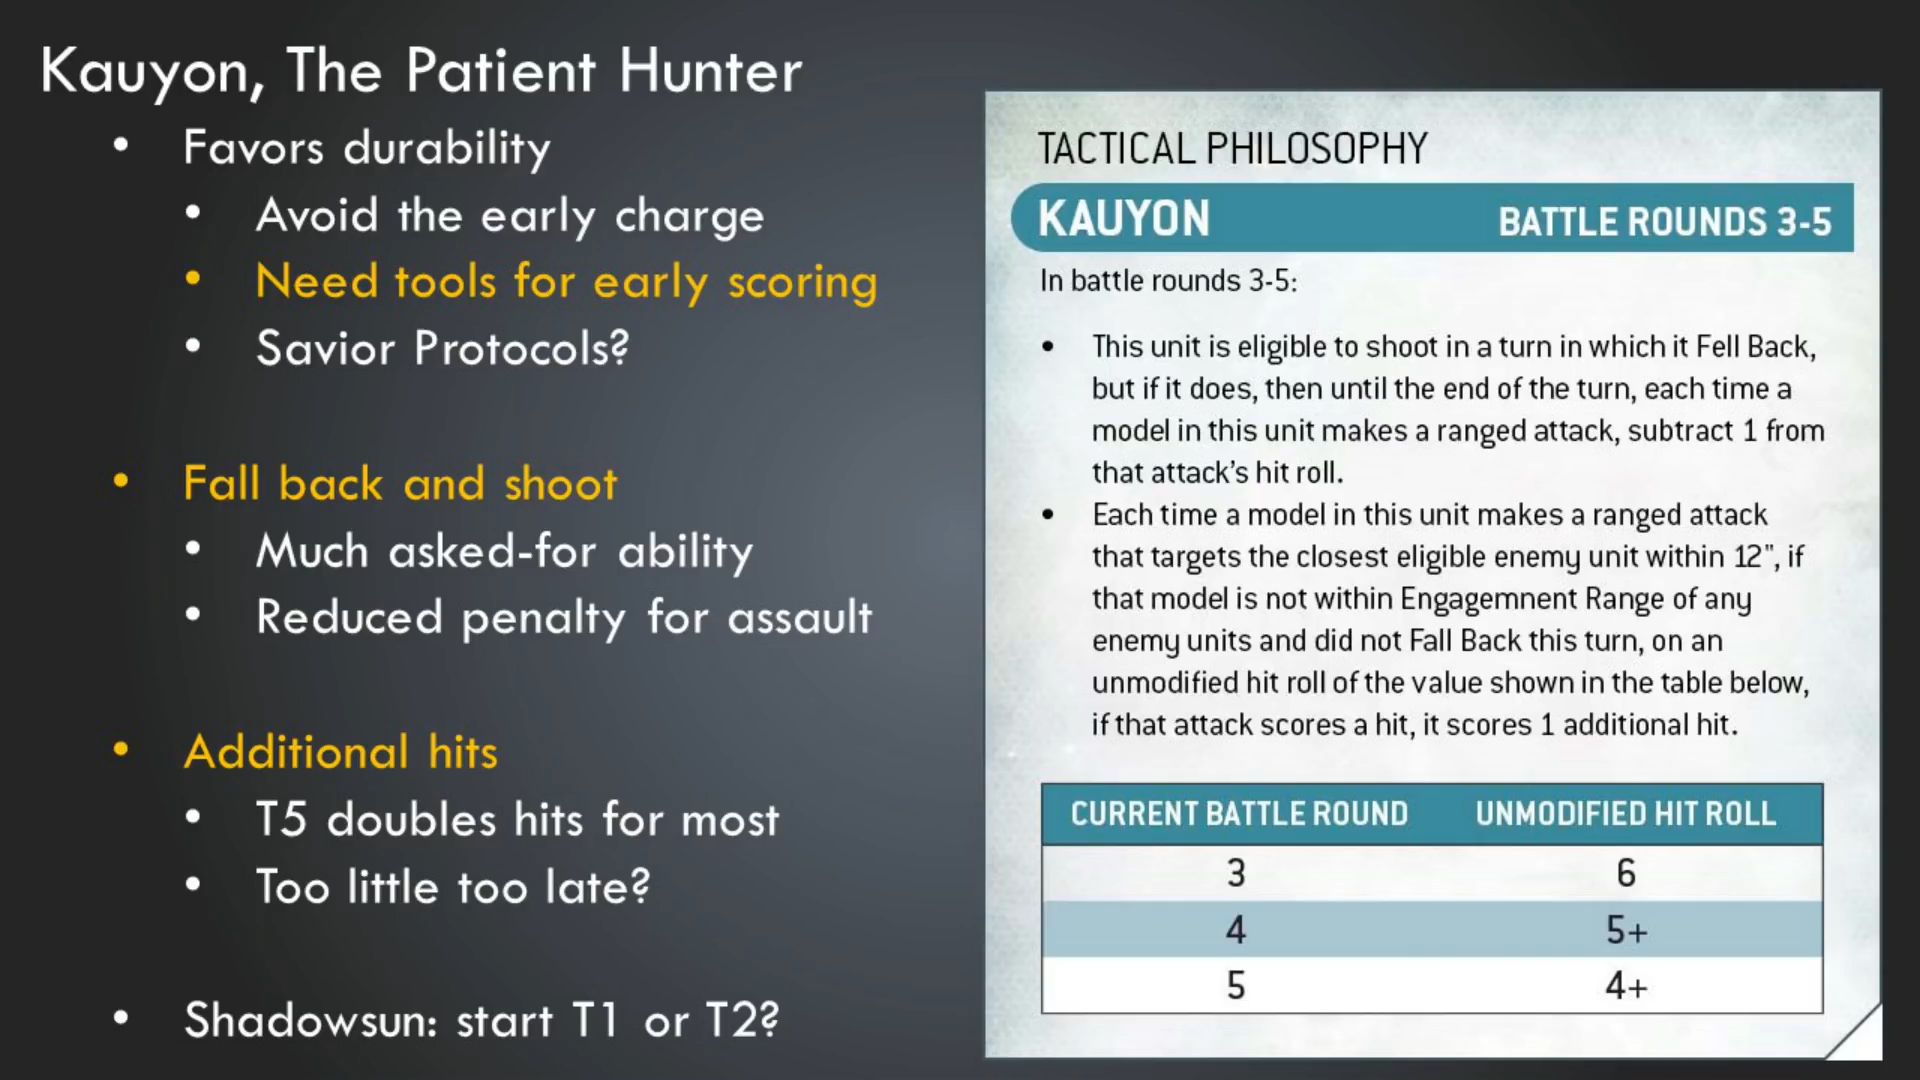 Kauyon, The Patient Hunter
• Favors durability
• Avoid the early charge
• Need tools for early scoring
• Savior Protocols?
• Fall back and shoot
• Much asked-for ability
• Reduced penalty for assault
• Additional hits
• T5 doubles hits for most
• Too little too late?
• Shadowsun: start T1 or T2?
TACTICAL PHILOSOPHY
KAUYON BATTLE ROUNDS 3-5
In battle rounds 3-5:
• This unit is eligible to shoot in a turn in which it Fell Back,
but if it does, then until the end of the turn, each time a
model in this unit makes a ranged attack, subtract 1 from
that attack's hit roll.
• Each time a model in this unit makes a ranged attack
that targets the closest eligible enemy unit within 12", if
that model is not within Engagemnent Range of any
enemy units and did not Fall Back this turn, on an
unmodified hit roll of the value shown in the table below,
if that attack scores a hit, it scores 1 additional hit.
CURRENT BATTLE ROUND UNMODIFIED HIT ROLL
3 6
4 5+
5 4+